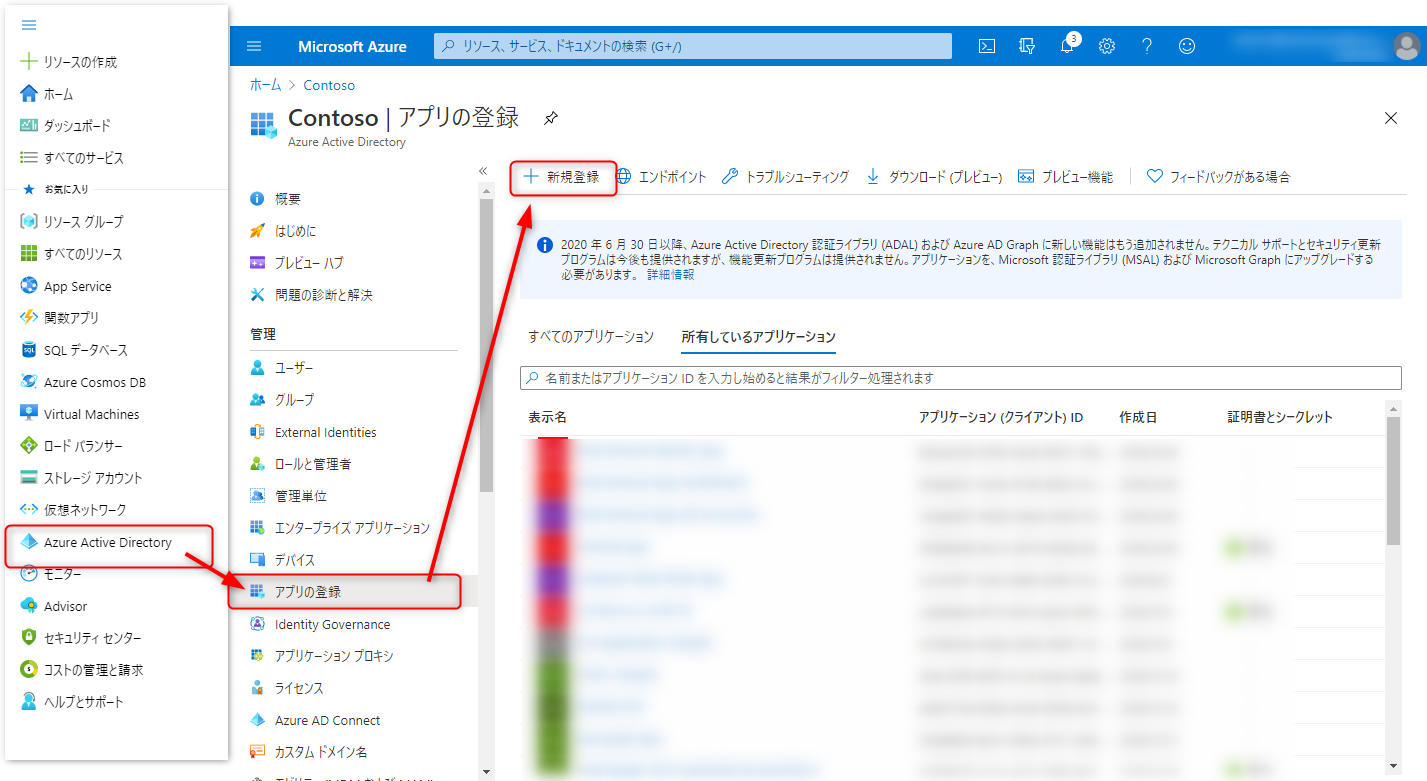 リソースの作成
ホーム
ダッシュボード
すべてのサービス
お気に入り
リソース グループ
すべてのリソース
App Service
関数アプリ
SQL データベース
Azure Cosmos DB
Virtual Machines
ロード バランサー
ストレージ アカウント
仮想ネットワーク
Azure Active Directory
モニター
Advisor
セキュリティ センター
コストの管理と請求
ヘルプとサポート
Microsoft Azure
リソース、サービス、ドキュメントの検索 (G+/)
3
ホーム > Contoso
Contoso | アプリの登録
Azure Active Directory
概要
はじめに
プレビュー ハブ
問題の診断と解決
管理
ユーザー
グループ
External Identities
ロールと管理者
管理単位
エンタープライズ アプリケーション
デバイス
アプリの登録
Identity Governance
アプリケーション プロキシ
ライセンス
Azure AD Connect
カスタム ドメイン名
新規登録 エンドポイント トラブルシューティング ダウンロード (プレビュー) プレビュー機能 フィードバックがある場合
2020 年 6 月 30 日以降、Azure Active Directory 認証ライブラリ (ADAL) および Azure AD Graph に新しい機能はもう追加されません。テクニカル サポートとセキュリティ更新
プログラムは今後も提供されますが、機能更新プログラムは提供されません。アプリケーションを、Microsoft 認証ライブラリ (MSAL) および Microsoft Graph にアップグレードする
必要があります。 詳細情報
すべてのアプリケーション 所有しているアプリケーション
名前またはアプリケーション ID を入力し始めると結果がフィルター処理されます
表示名 アプリケーション (クライアント) ID 作成日 証明書とシークレット